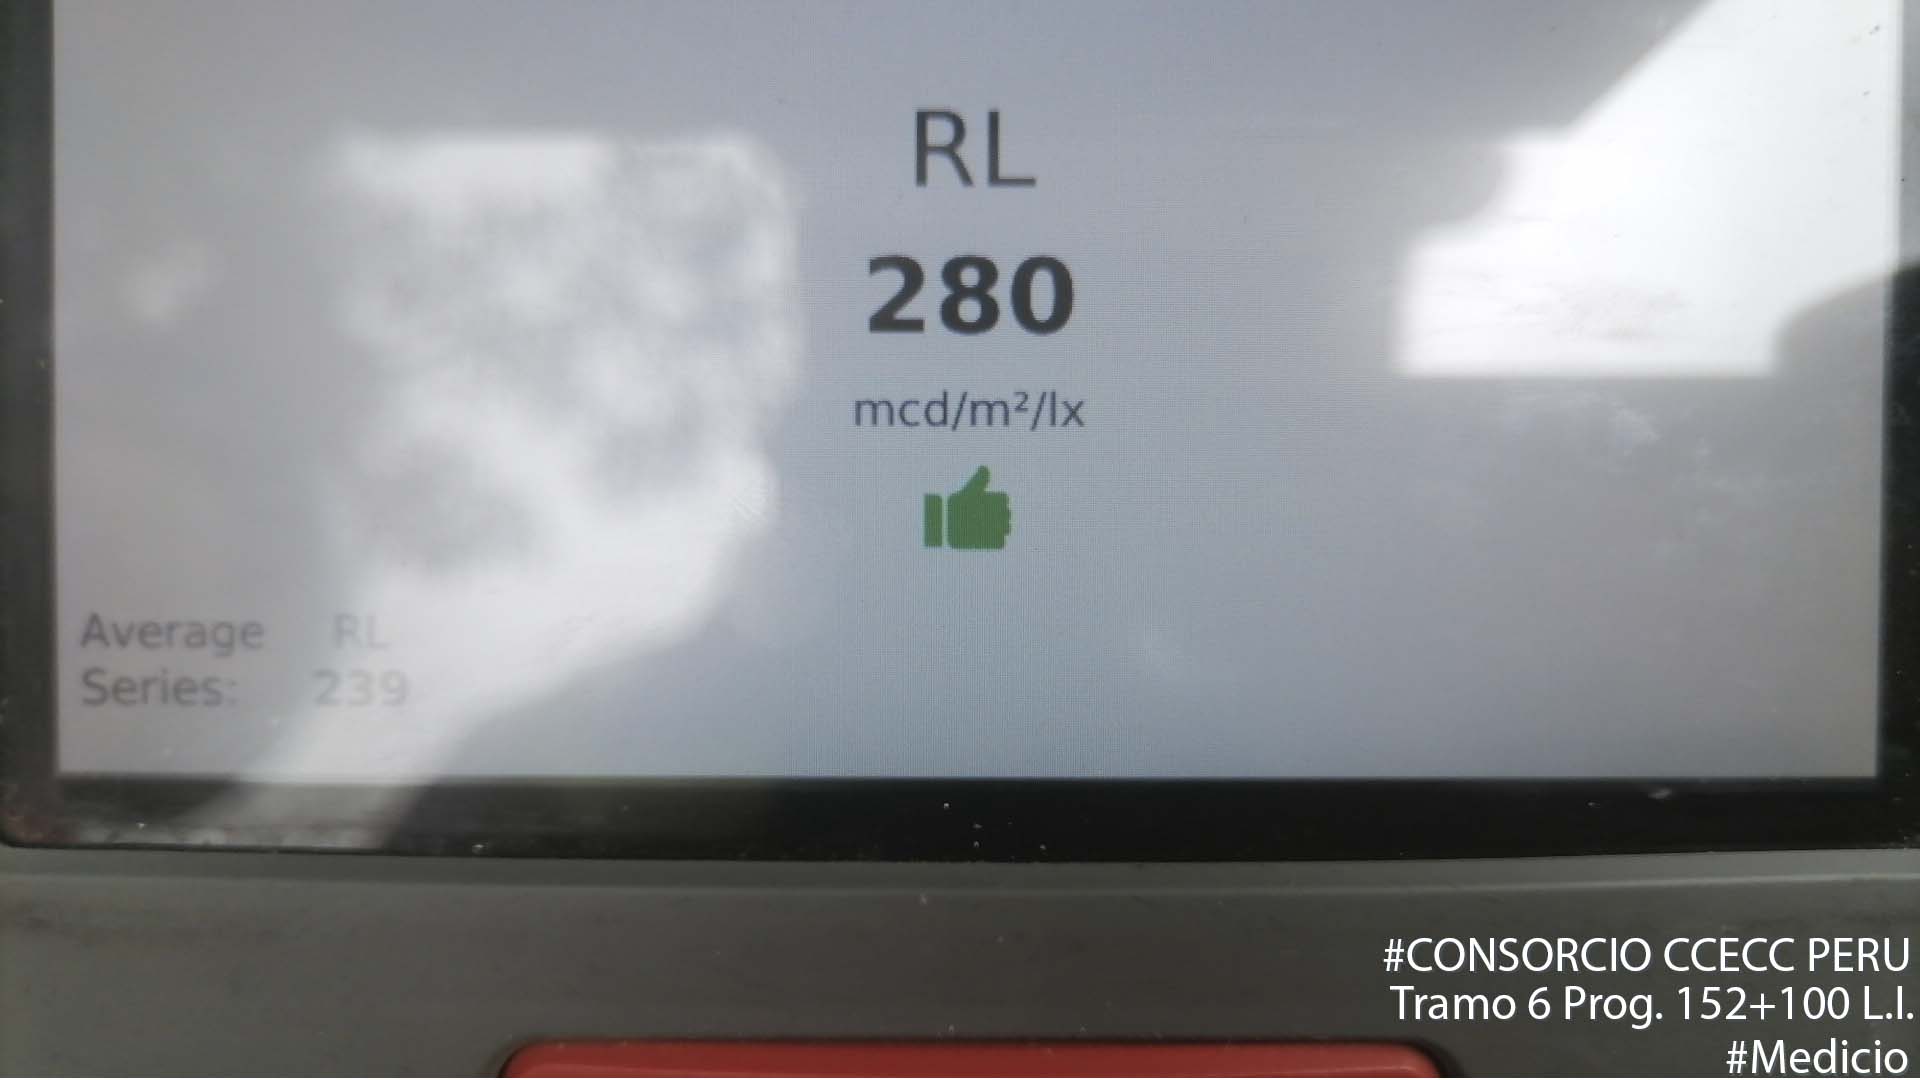 RL
280
mcd/m²/lx
Average RL
Series: 239
#CONSORCIO CCECC PERU
Tramo 6 Prog. 152+100 L.I.
#Medicio